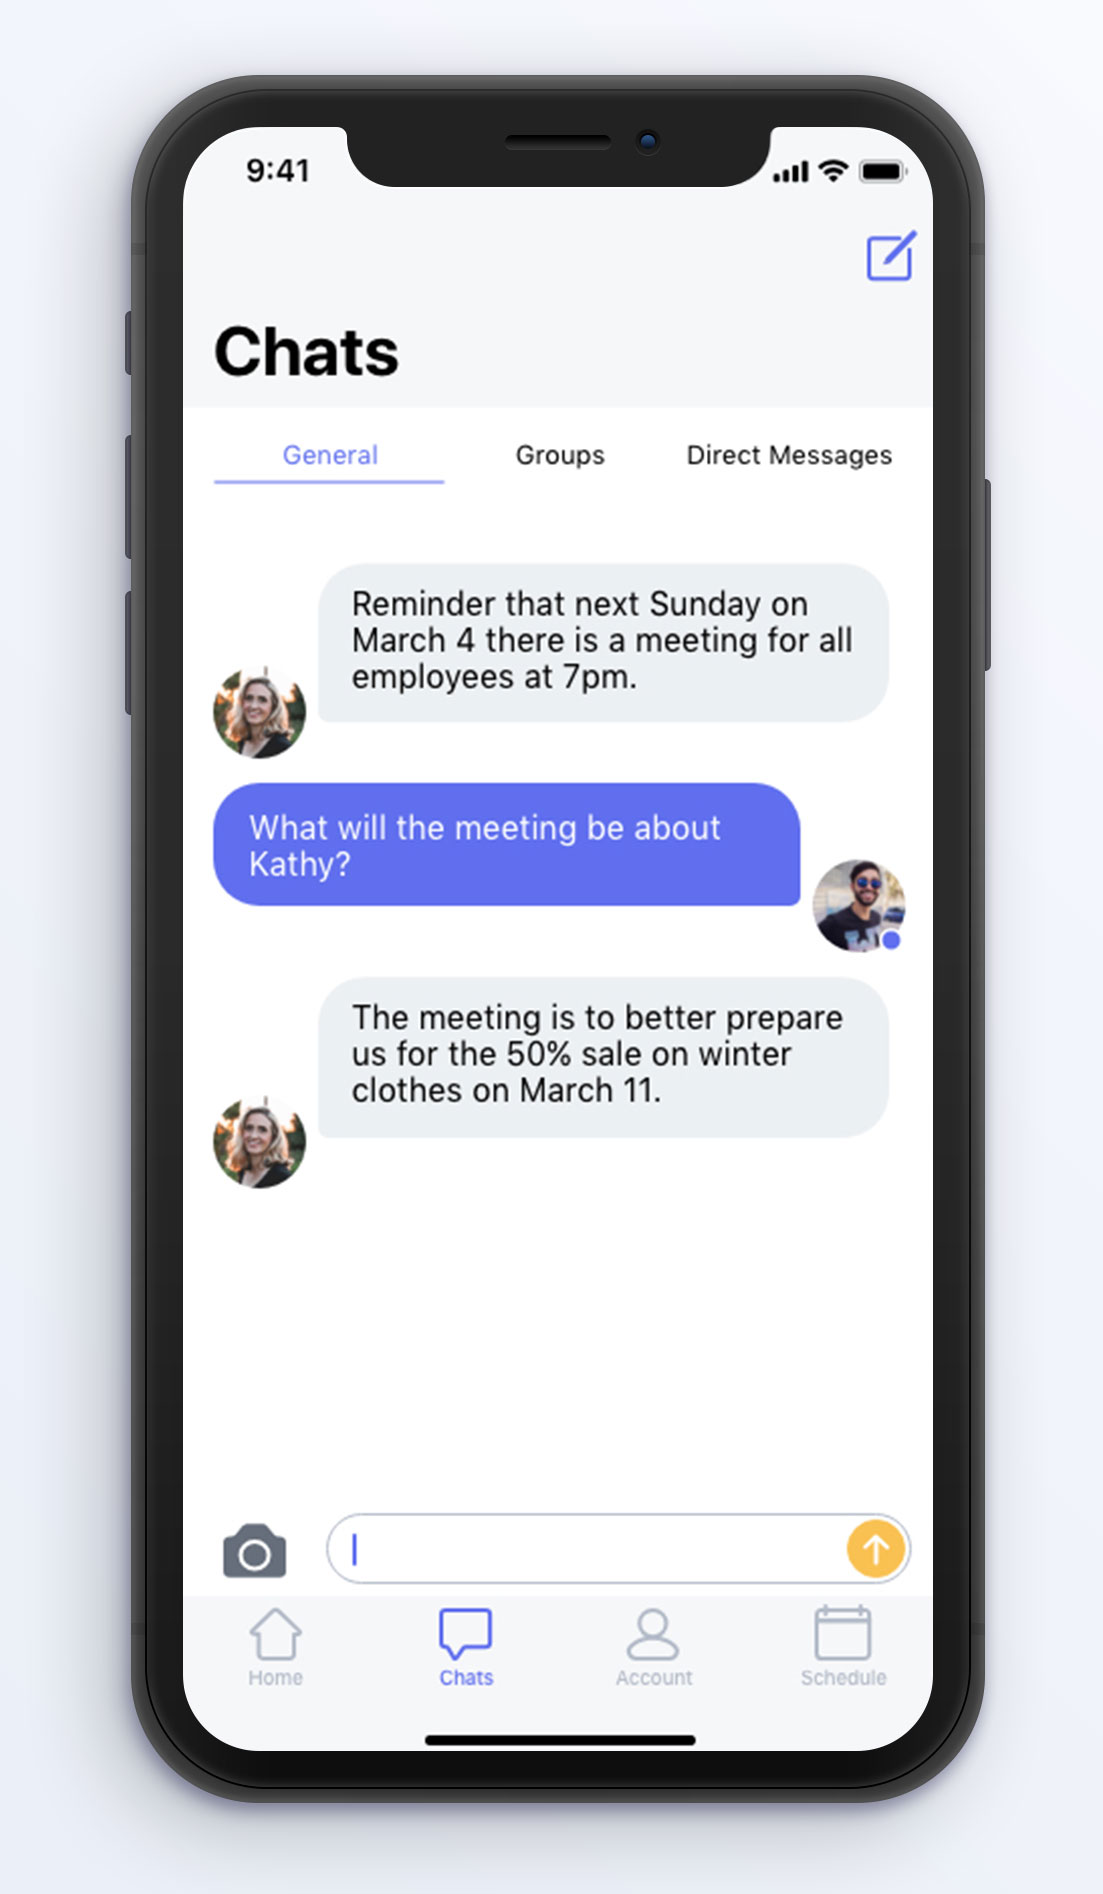 9:41
Chats
General Groups Direct Messages
Reminder that next Sunday on
March 4 there is a meeting for all
employees at 7pm.
What will the meeting be about
Kathy?
The meeting is to better prepare
us for the 50% sale on winter
clothes on March 11.
Home Chats Account Schedule